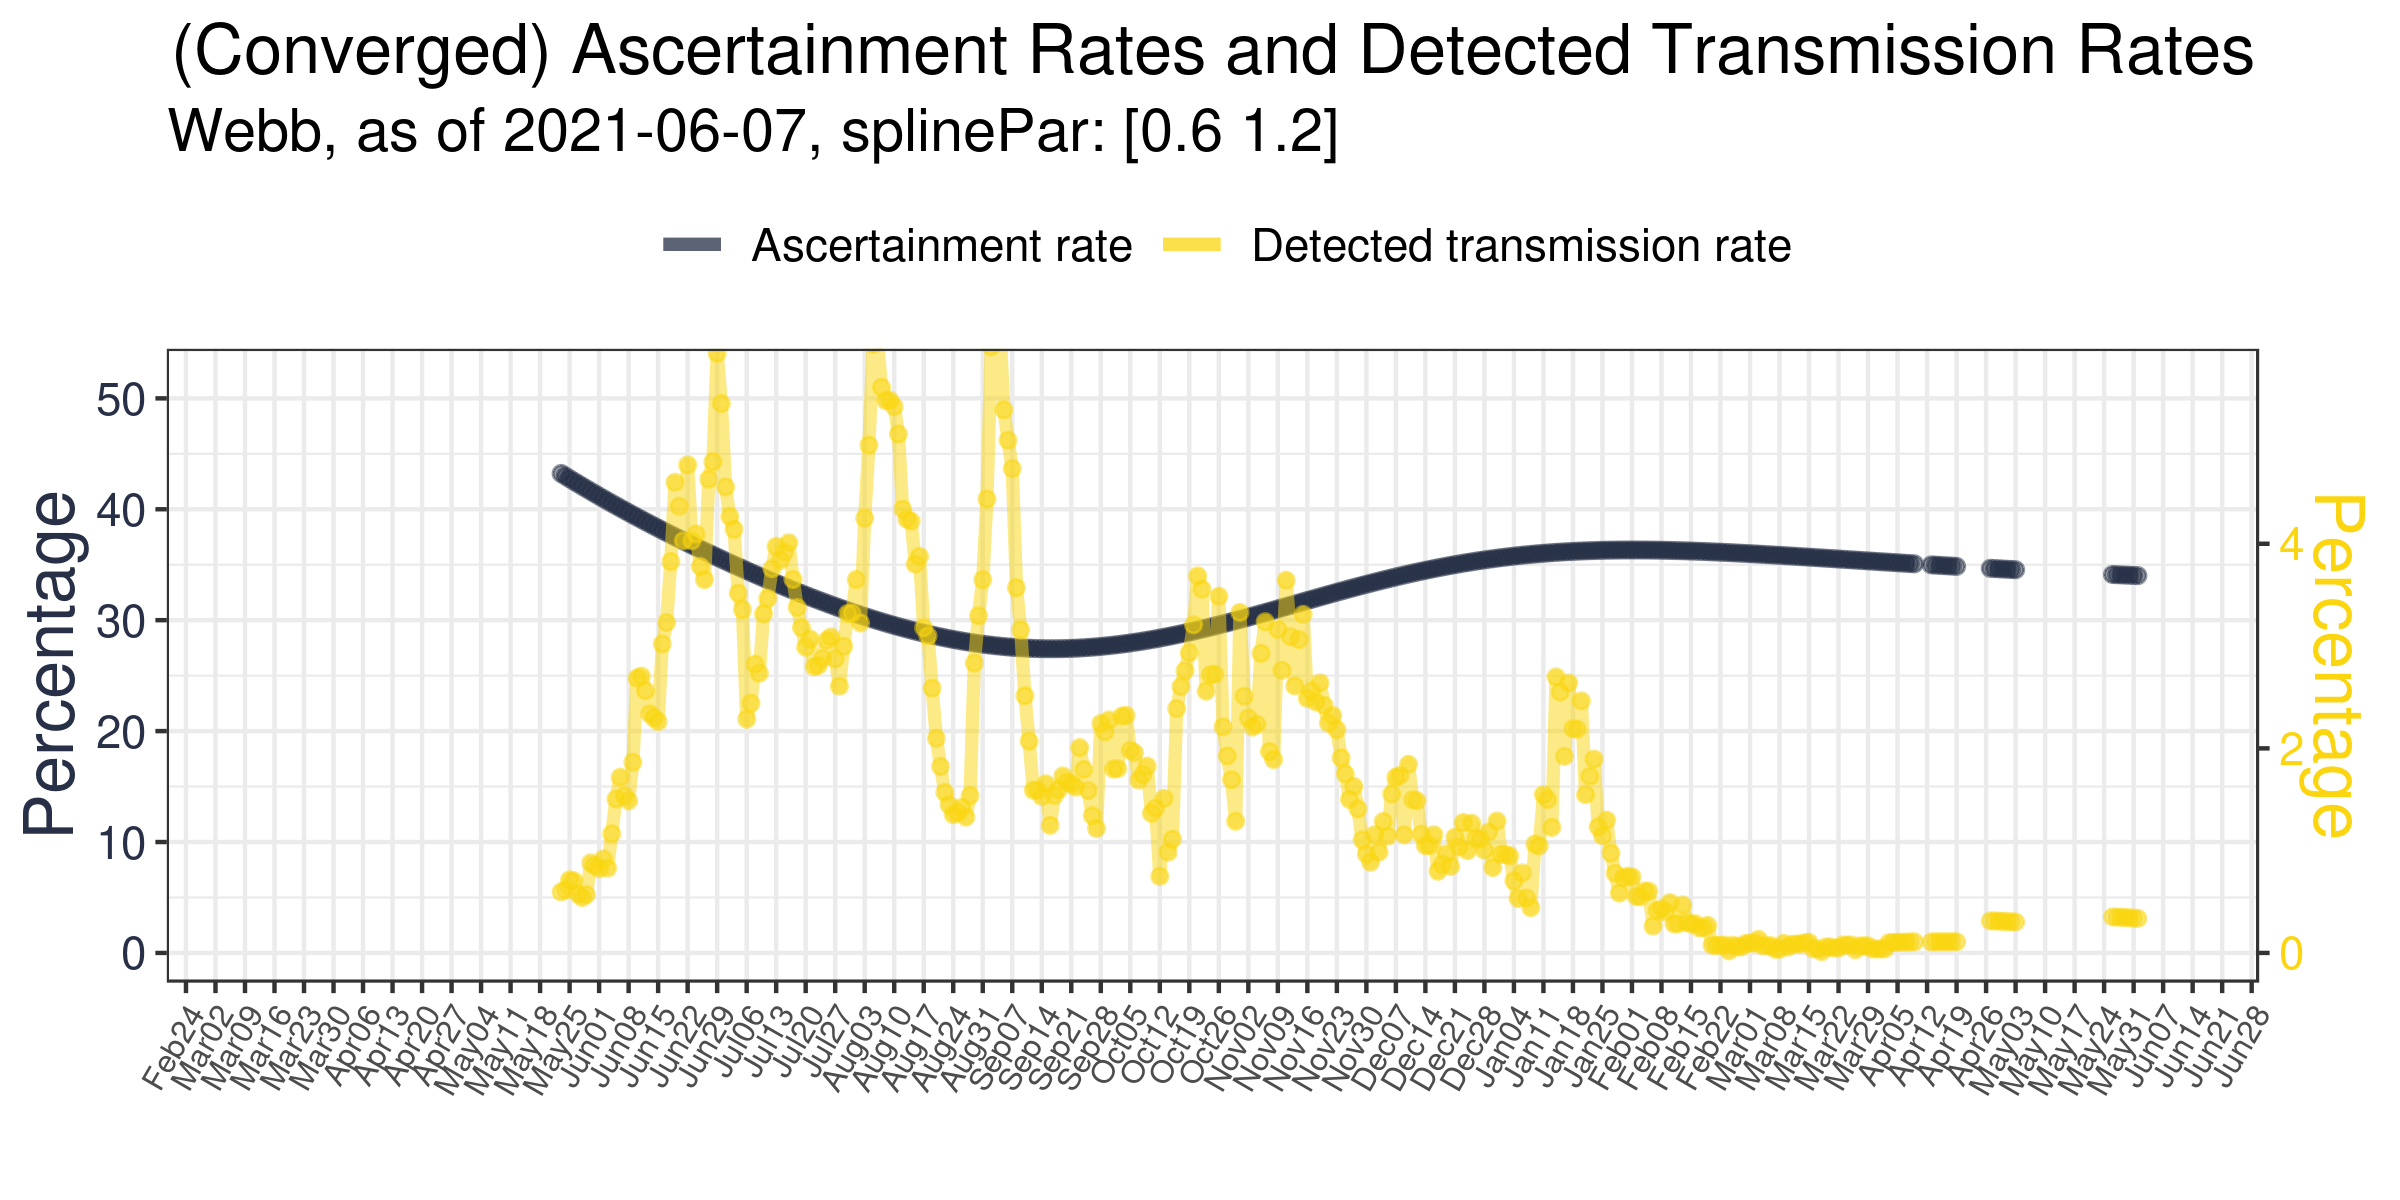 (Converged) Ascertainment Rates and Detected Transmission Rates
Webb, as of 2021-06-07, splinePar: [0.6 1.2]
Ascertainment rate
Detected transmission rate
Percentage
50
40
30
20
10
0
4
2
0
Percentage
Feb24
Mar02
Mar09
Mar16
Mar23
Mar30
Apr06
Apr13
Apr20
Apr27
May04
May11
May18
May25
Jun01
Jun08
Jun15
Jun22
Jun29
Jul06
Jul13
Jul20
Jul27
Aug03
Aug10
Aug17
Aug24
Aug31
Sep07
Sep14
Sep21
Sep28
Oct05
Oct12
Oct19
Oct26
Nov02
Nov09
Nov16
Nov23
Nov30
Dec07
Dec14
Dec21
Dec28
Jan04
Jan11
Jan18
Jan25
Feb01
Feb08
Feb15
Feb22
Mar01
Mar08
Mar15
Mar22
Mar29
Apr05
Apr12
Apr19
Apr26
May03
May10
May17
May24
May31
Jun07
Jun14
Jun21
Jun28